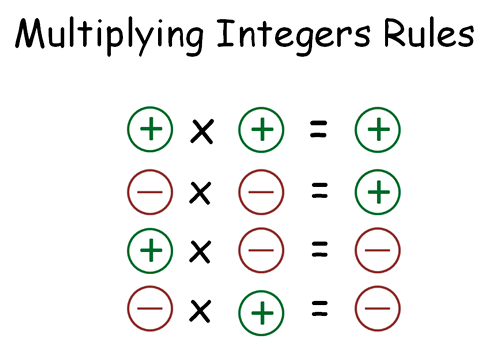 Multiplying Integers Rules
+ x + = +
− x − = +
+ x − = −
− x + = −